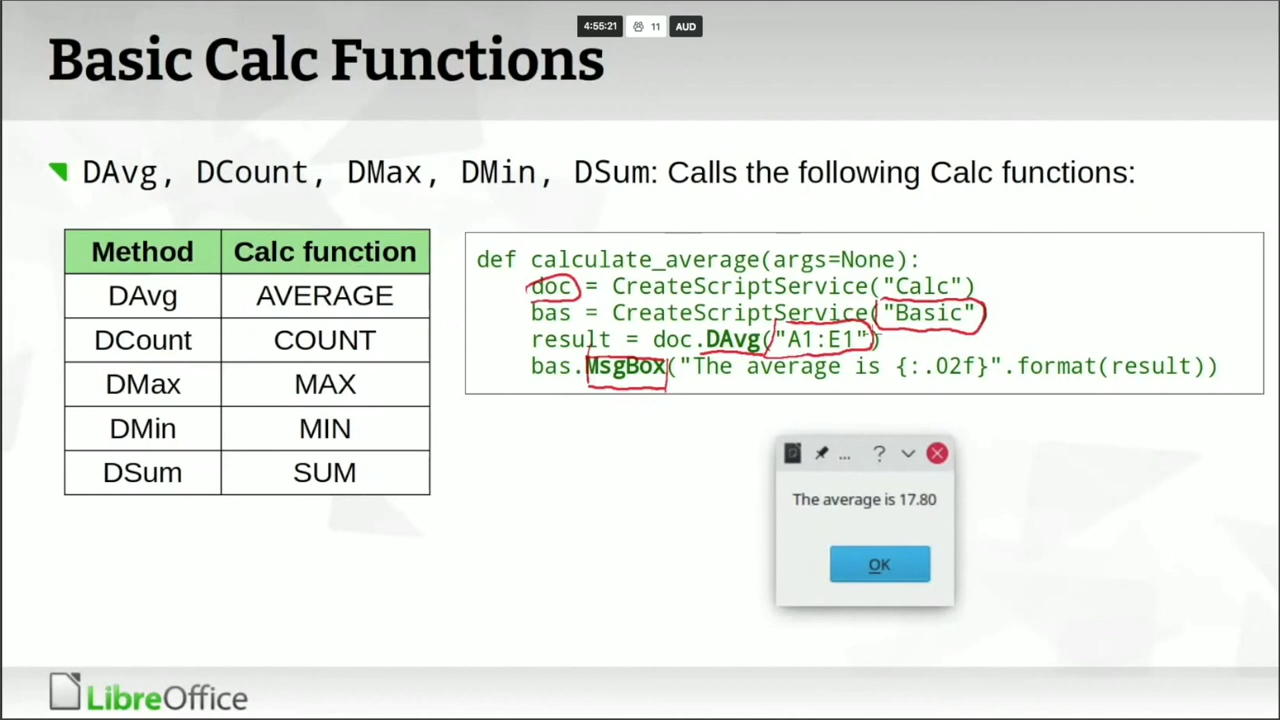 4:55:21 11 AUD
Basic Calc Functions
DAvg, DCount, DMax, DMin, DSum: Calls the following Calc functions:
Method Calc function
DAvg AVERAGE
DCount COUNT
DMax MAX
DMin MIN
DSum SUM
def calculate_average(args=None):
doc = CreateScriptService("Calc")
bas = CreateScriptService("Basic")
result = doc.DAvg("A1:E1")
bas.MsgBox("The average is {:.02f}".format(result))
... ?
The average is 17.80
OK
LibreOffice